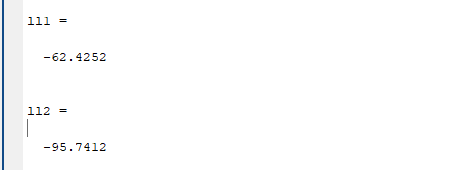 ll1 =
-62.4252
ll2 =
-95.7412